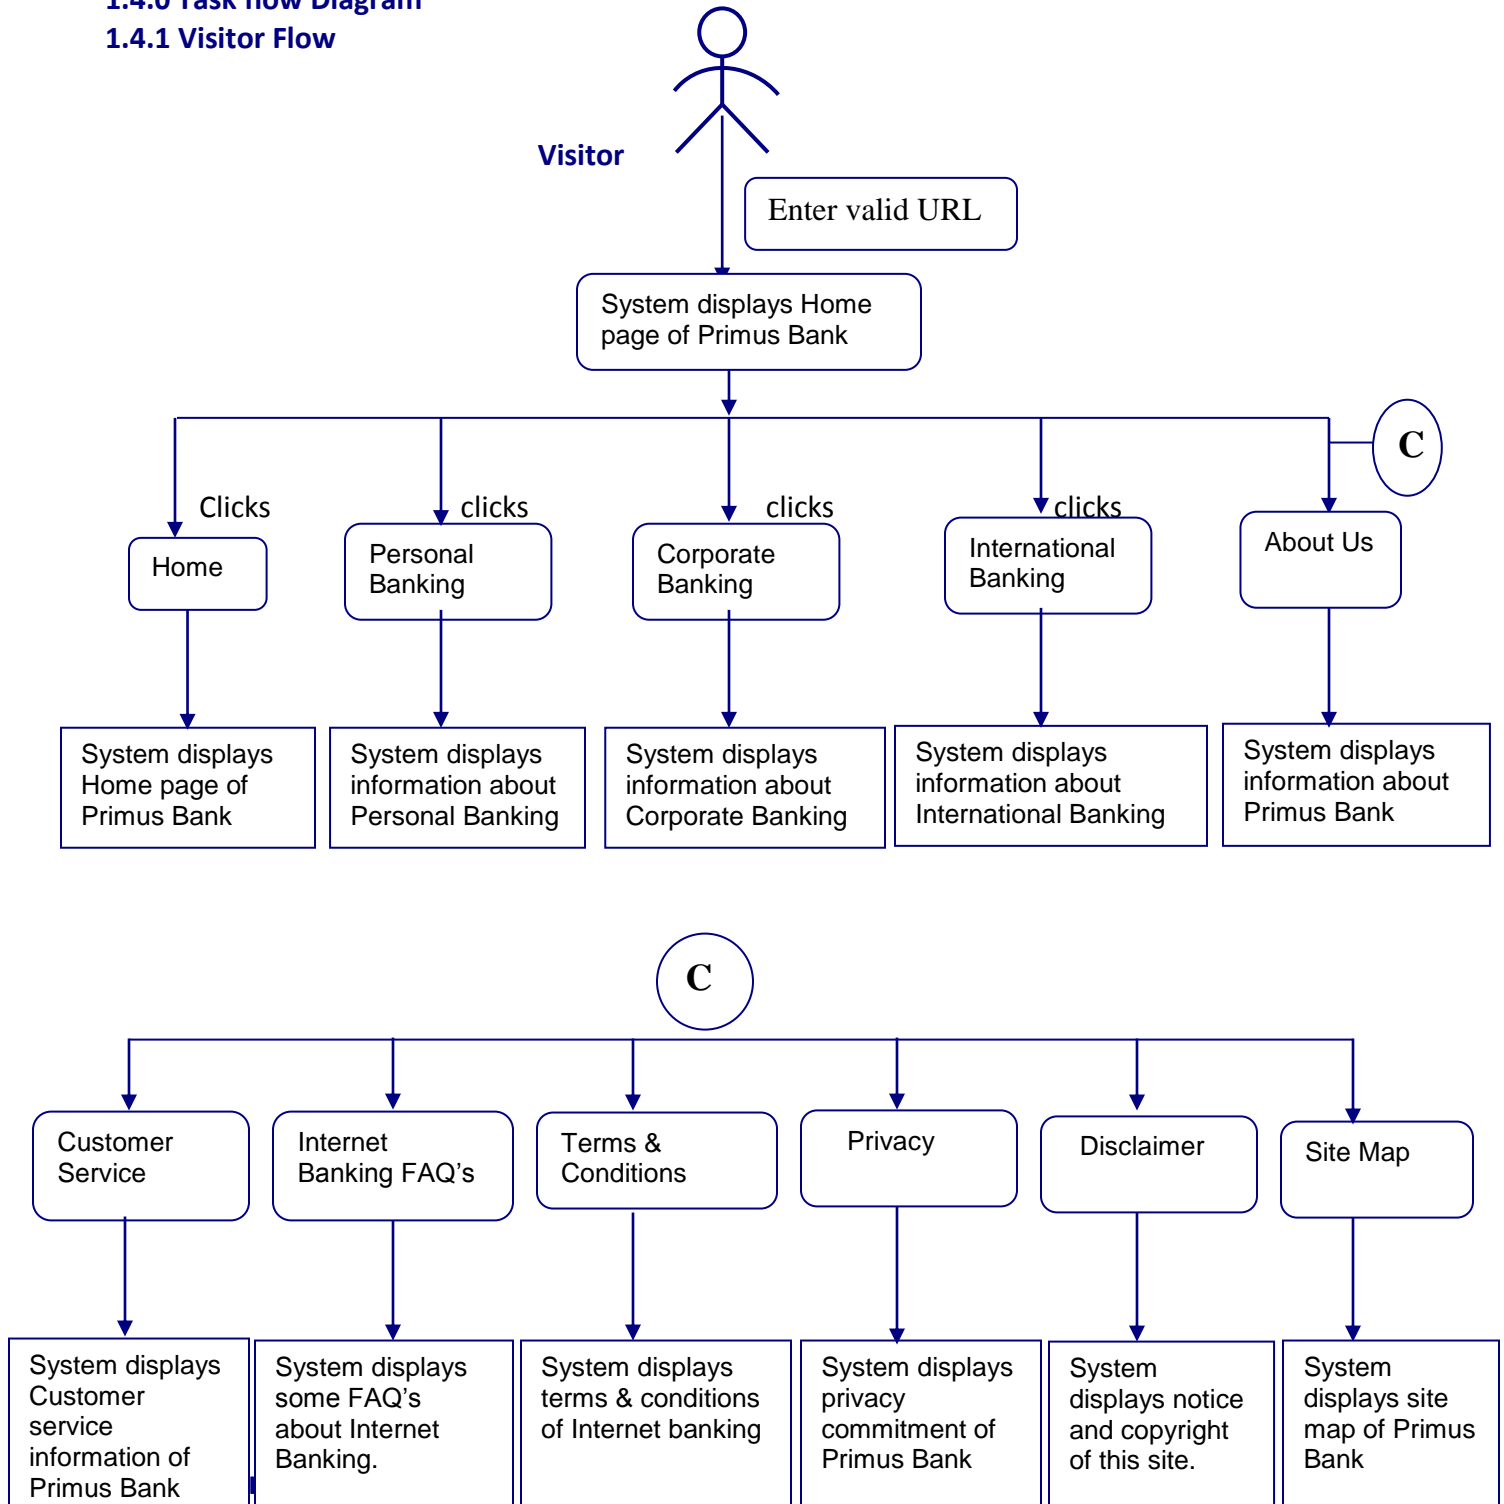 1.4.0 Task flow Diagram
1.4.1 Visitor Flow
Visitor
Enter valid URL
System displays Home
page of Primus Bank
C
Clicks
clicks
clicks
clicks
Home
Personal
Banking
Corporate
Banking
International
Banking
About Us
System displays
Home page of
Primus Bank
System displays
information about
Personal Banking
System displays
information about
Corporate Banking
System displays
information about
International Banking
System displays
information about
Primus Bank
C
Customer
Service
Internet
Banking FAQ’s
Terms &
Conditions
Privacy
Disclaimer
Site Map
System displays
Customer
service
information of
Primus Bank
System displays
some FAQ’s
about Internet
Banking.
System displays
terms & conditions
of Internet banking
System displays
privacy
commitment of
Primus Bank
System
displays notice
and copyright
of this site.
System
displays site
map of Primus
Bank